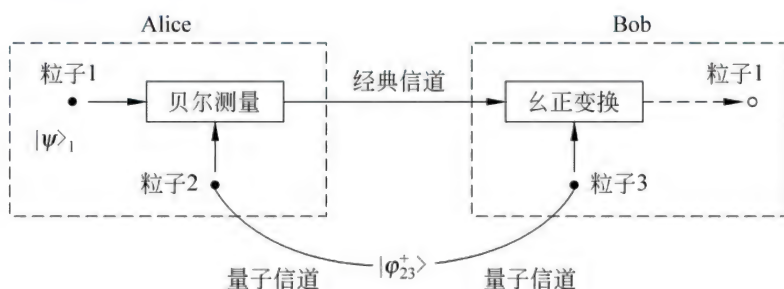 Alice
Bob
粒子1
贝尔测量
经典信道
幺正变换
粒子1
|ψ⟩₁
粒子2
粒子3
量子信道
|φ⁺₂₃⟩
量子信道